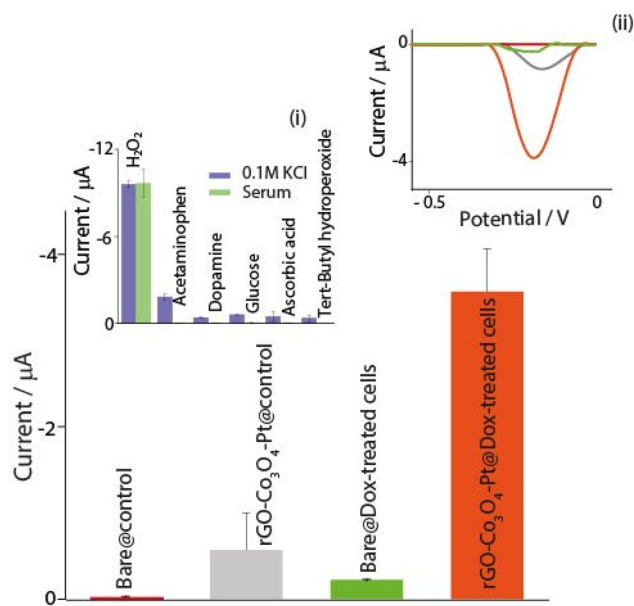 (ii)
0
-4
Current / μA
-0.5
0
Potential / V
(i)
-12
-6
0
Current / μA
H₂O₂
0.1M KCl
Serum
Acetaminophen
Dopamine
Glucose
Ascorbic acid
Tert-Butyl hydroperoxide
-4
-2
0
Current / μA
Bare@control
rGO-Co₃O₄-Pt@control
Bare@Dox-treated cells
rGO-Co₃O₄-Pt@Dox-treated cells